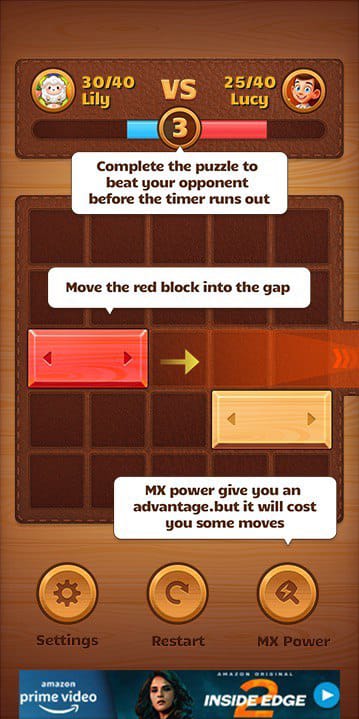 30/40
Lily
VS
25/40
Lucy
3
Complete the puzzle to
beat your opponent
before the timer runs out
Move the red block into the gap
MX power give you an
advantage.but it will cost
you some moves
Settings
Restart
MX Power
amazon
prime video
AMAZON ORIGINAL
INSIDE EDGE
2